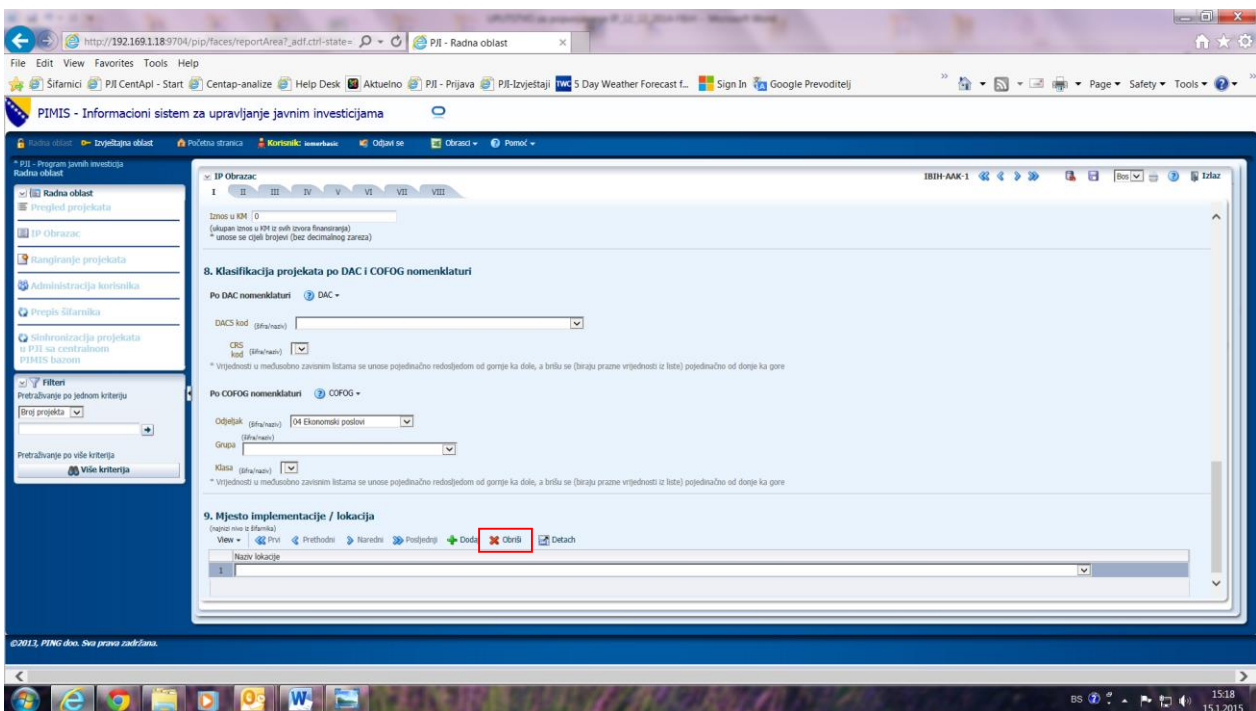 http://192.169.1.18:9704/pip/faces/reportArea?_adf.ctrl-state=
PJI - Radna oblast
File Edit View Favorites Tools Help
Šifarnici PJI CentApl - Start Centap-analize Help Desk Aktuelno PJI - Prijava PJI-Izvještaji TWC 5 Day Weather Forecast f... Sign In Google Prevoditelj
Page Safety Tools
PIMIS - Informacioni sistem za upravljanje javnim investicijama
Radna oblast Izvještajna oblast Početna stranica Korisnik: iomerbasic Odjavi se Obrasci Pomoć
* PJI - Program javnih investicija
Radna oblast
Radna oblast
Pregled projekata
IP Obrazac
Rangiranje projekata
Administracija korisnika
Prepis šifarnika
Sinhronizacija projekata
u PJI sa centralnom
PIMIS bazom
Filteri
Pretraživanje po jednom kriteriju
Broj projekta
Pretraživanje po više kriterija
Više kriterija
IP Obrazac
IBIH-AAK-1
Bos
Izlaz
I II III IV V VI VII VIII
Iznos u KM 0
(ukupan iznos u KM iz svih izvora finansiranja)
* unose se cijeli brojevi (bez decimalnog zareza)
8. Klasifikacija projekata po DAC i COFOG nomenklaturi
Po DAC nomenklaturi DAC
DAC5 kod (šifra/naziv)
CRS
kod (šifra/naziv)
* Vrijednosti u međusobno zavisnim listama se unose pojedinačno redosljedom od gornje ka dole, a brišu se (biraju prazne vrijednosti iz liste) pojedinačno od donje ka gore
Po COFOG nomenklaturi COFOG
Odjeljak (šifra/naziv) 04 Ekonomski poslovi
(šifra/naziv)
Grupa
Klasa (šifra/naziv)
* Vrijednosti u međusobno zavisnim listama se unose pojedinačno redosljedom od gornje ka dole, a brišu se (biraju prazne vrijednosti iz liste) pojedinačno od donje ka gore
9. Mjesto implementacije / lokacija
(najnizi nivo iz šifarnika)
View Prvi Prethodni Naredni Posljednji Dodaj Obriši Detach
Naziv lokacije
1
©2013, PING doo. Sva prava zadržana.
BS
15:18
15.1.2015